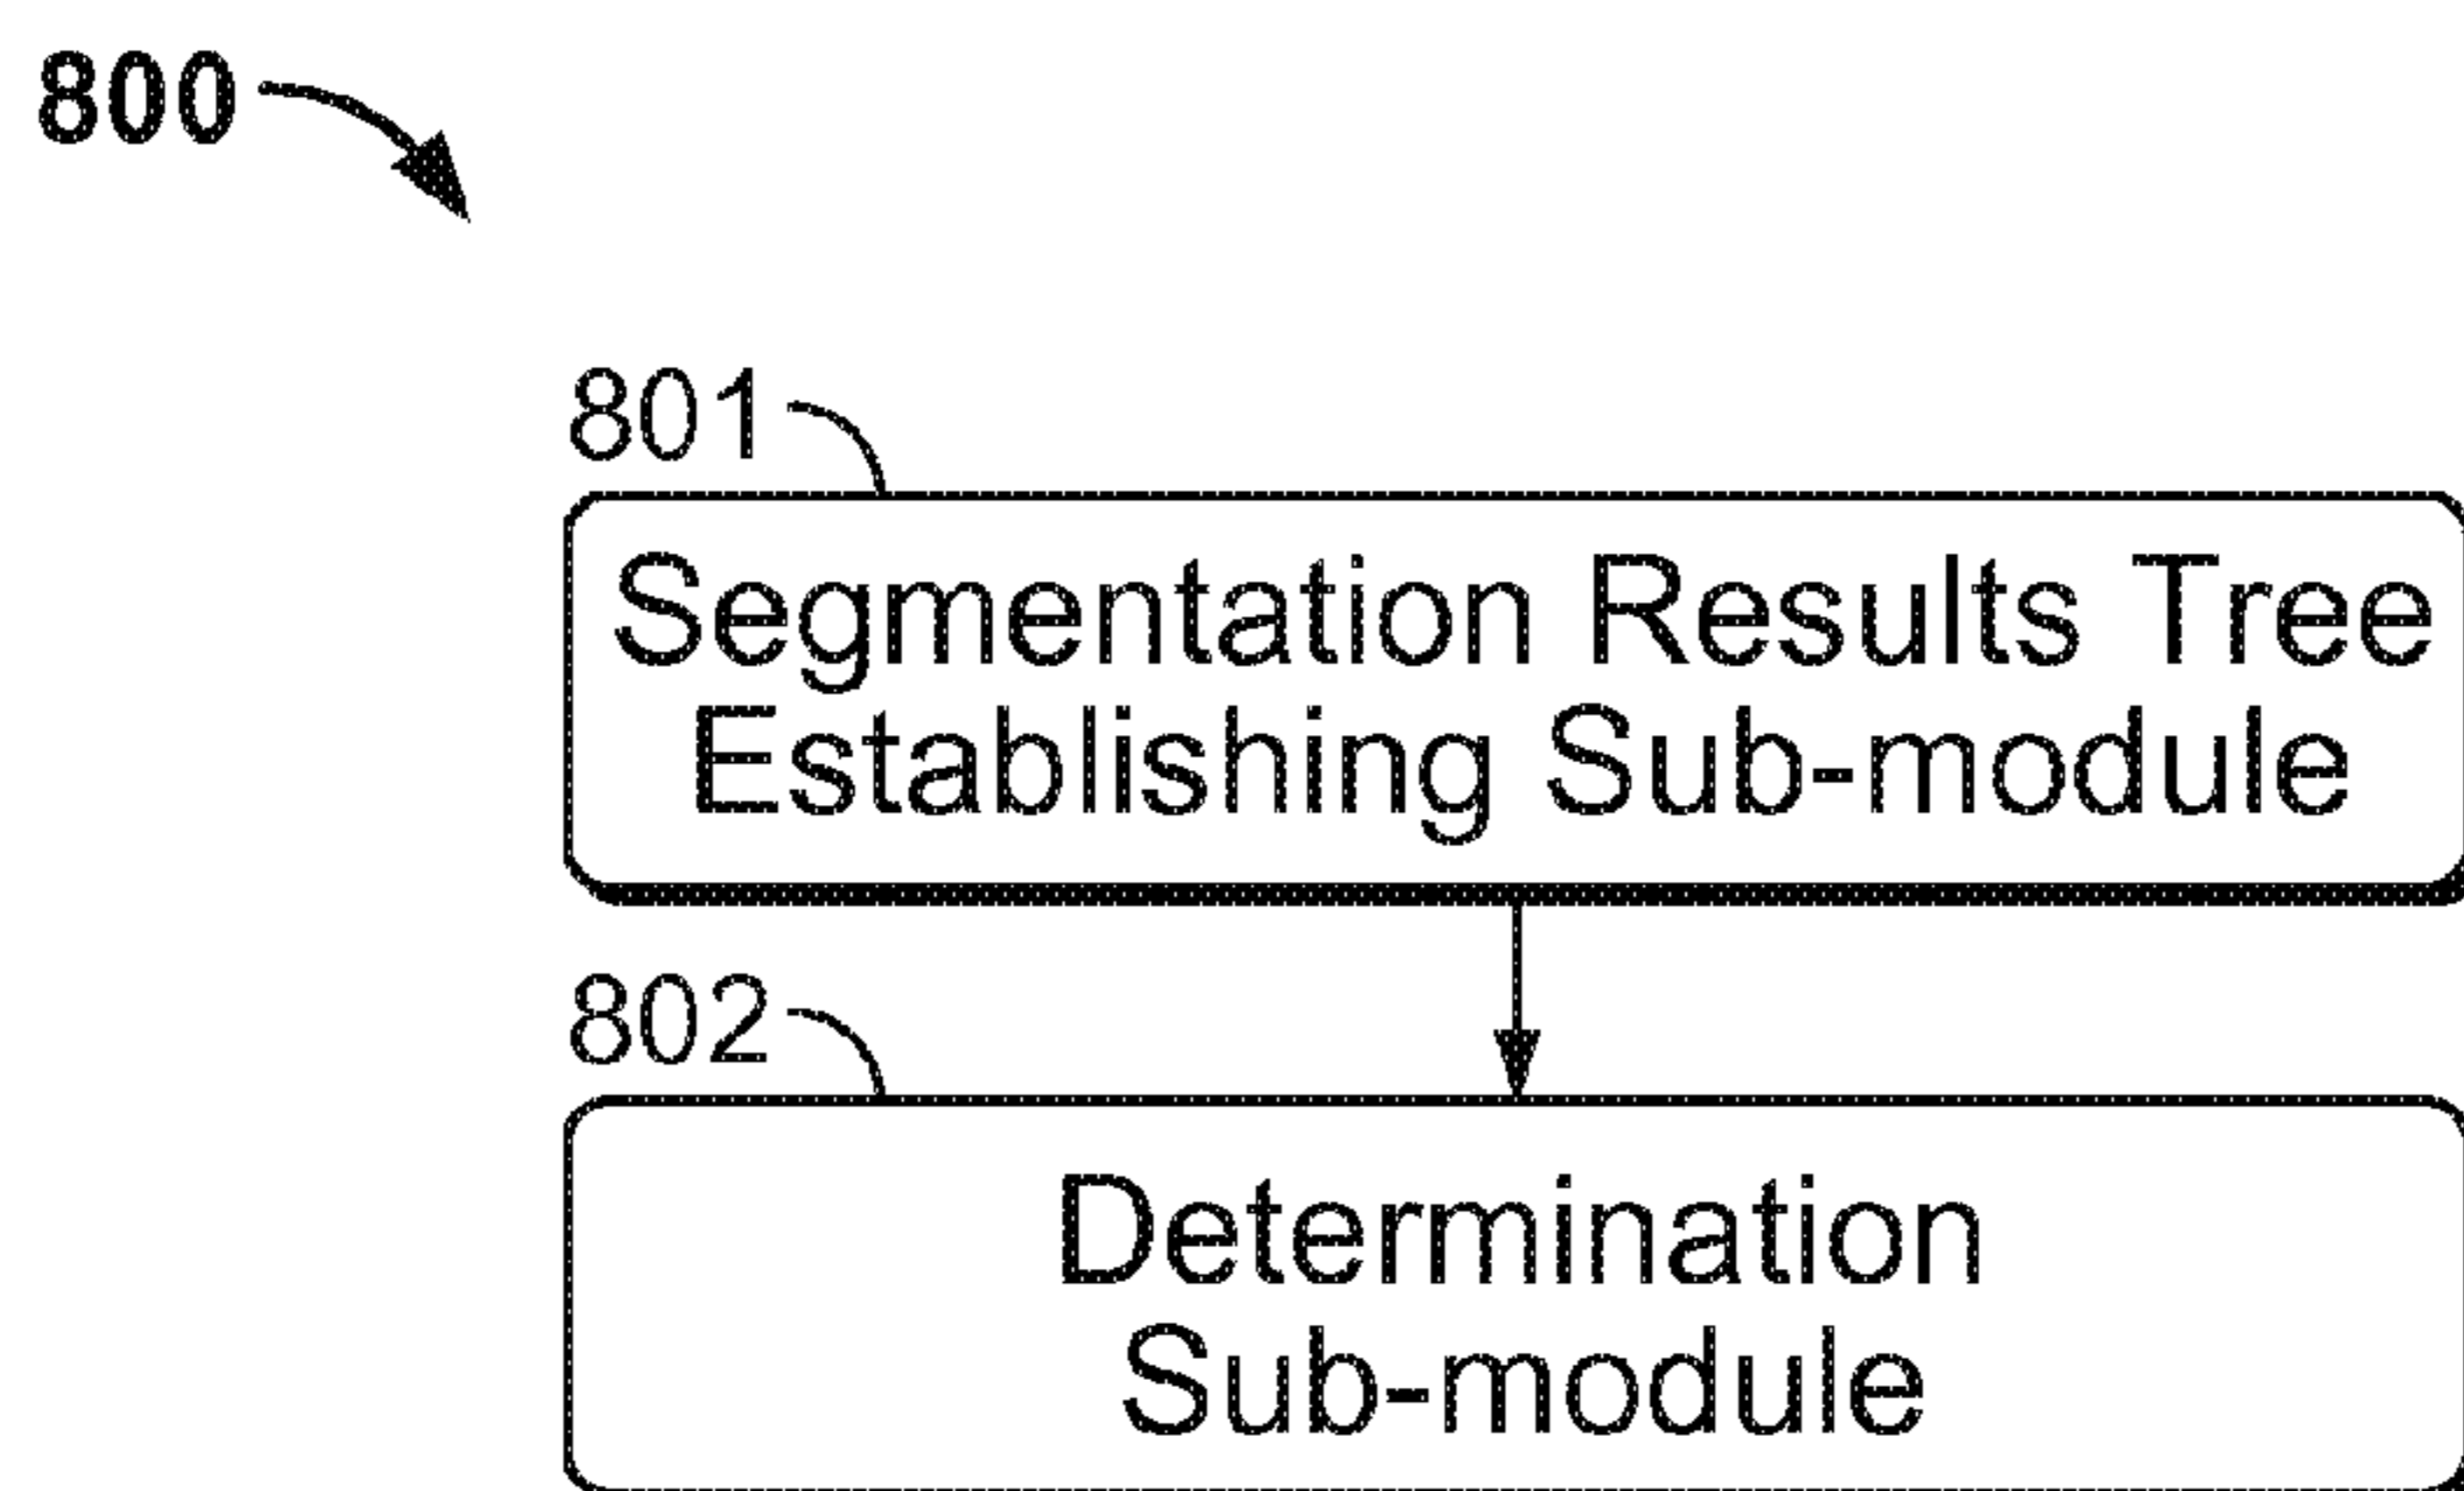 800
801
Segmentation Results Tree
Establishing Sub-module
802
Determination
Sub-module